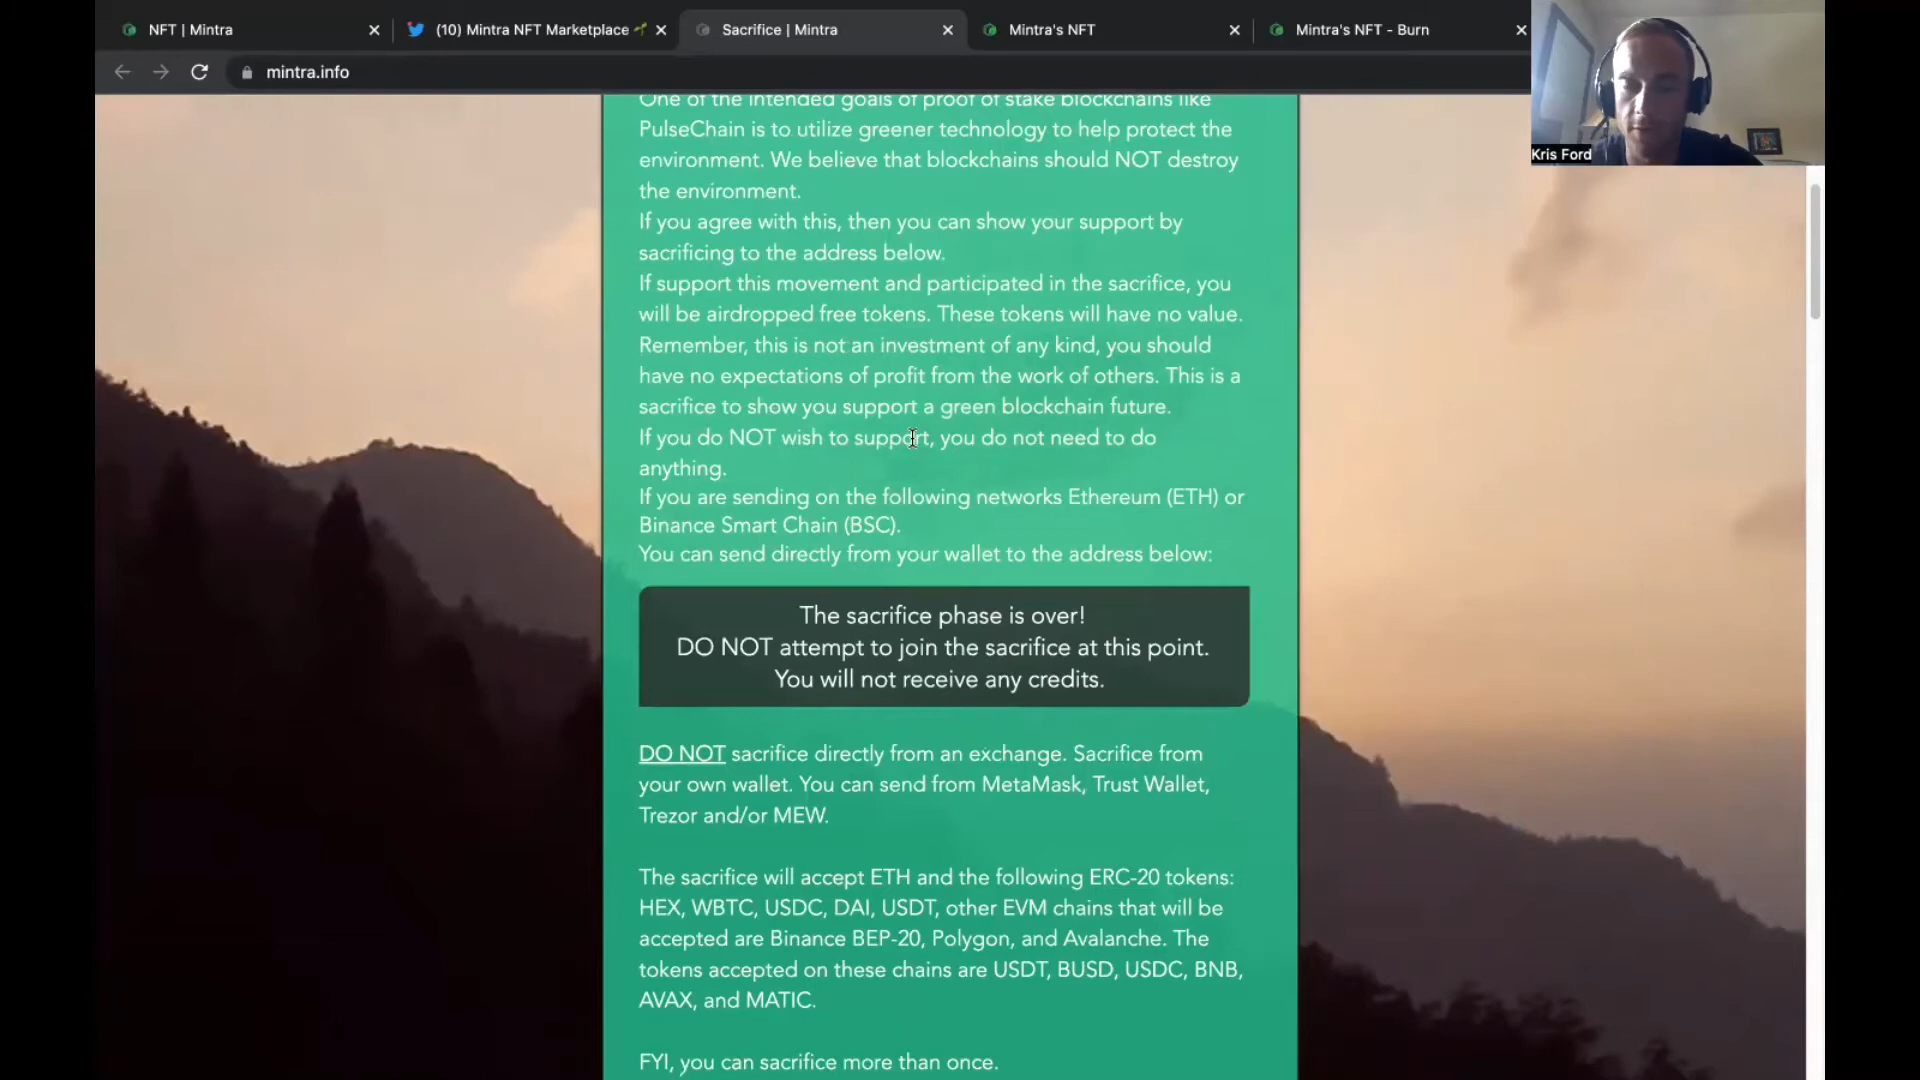 NFT | Mintra
(10) Mintra NFT Marketplace
Sacrifice | Mintra
Mintra's NFT
Mintra's NFT - Burn
mintra.info
Kris Ford
One of the intended goals of proof of stake blockchains like
PulseChain is to utilize greener technology to help protect the
environment. We believe that blockchains should NOT destroy
the environment.
If you agree with this, then you can show your support by
sacrificing to the address below.
If support this movement and participated in the sacrifice, you
will be airdropped free tokens. These tokens will have no value.
Remember, this is not an investment of any kind, you should
have no expectations of profit from the work of others. This is a
sacrifice to show you support a green blockchain future.
If you do NOT wish to support, you do not need to do
anything.
If you are sending on the following networks Ethereum (ETH) or
Binance Smart Chain (BSC).
You can send directly from your wallet to the address below:
The sacrifice phase is over!
DO NOT attempt to join the sacrifice at this point.
You will not receive any credits.
DO NOT sacrifice directly from an exchange. Sacrifice from
your own wallet. You can send from MetaMask, Trust Wallet,
Trezor and/or MEW.
The sacrifice will accept ETH and the following ERC-20 tokens:
HEX, WBTC, USDC, DAI, USDT, other EVM chains that will be
accepted are Binance BEP-20, Polygon, and Avalanche. The
tokens accepted on these chains are USDT, BUSD, USDC, BNB,
AVAX, and MATIC.
FYI, you can sacrifice more than once.